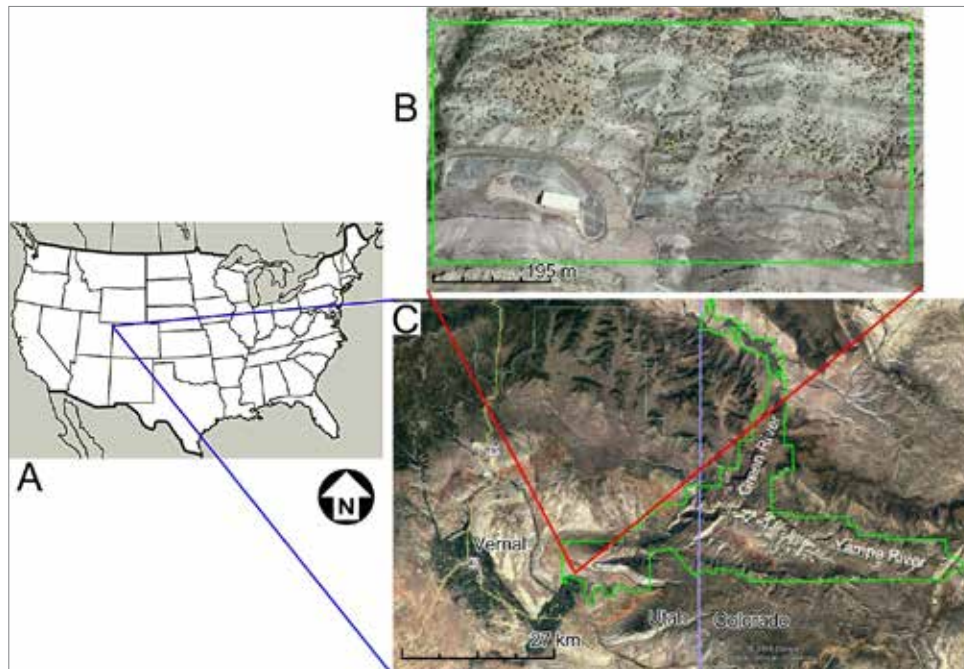 B
195 m
A
N
C
Green River
Yampa River
Vernal
Utah
Colorado
27 km